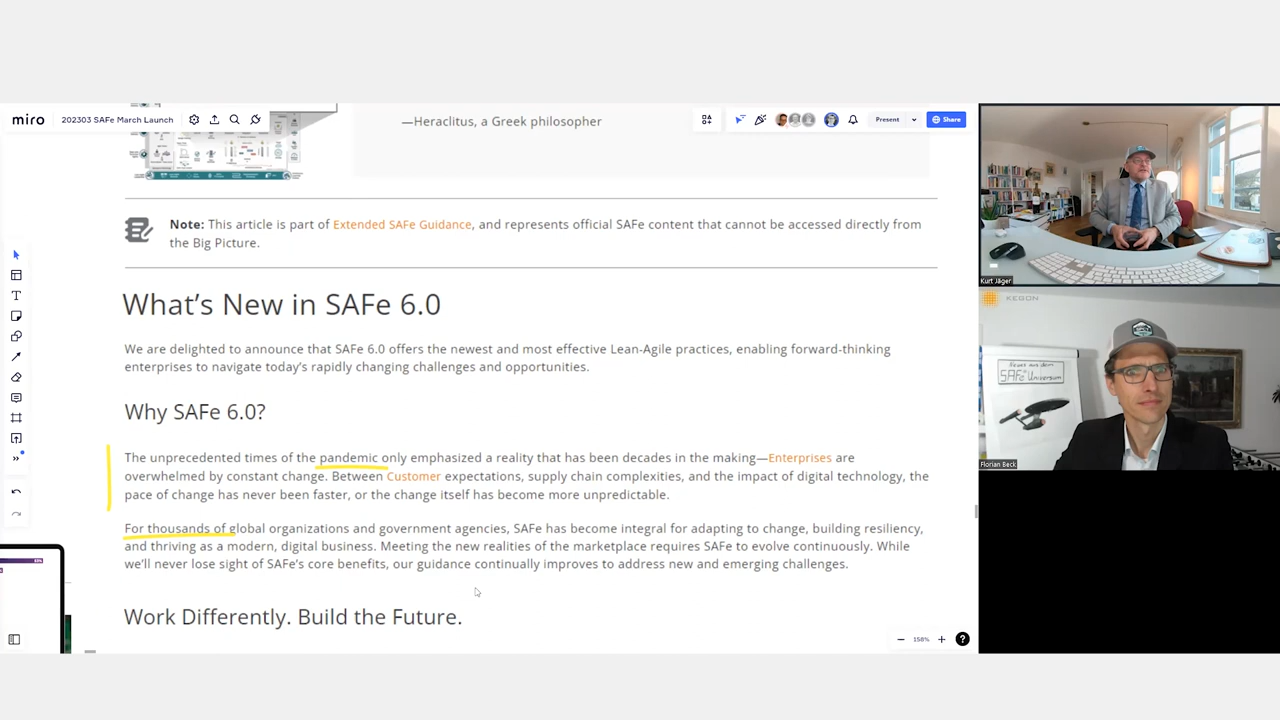 miro
202303 SAFe March Launch
Present
Share
—Heraclitus, a Greek philosopher
Note: This article is part of Extended SAFe Guidance, and represents official SAFe content that cannot be accessed directly from
the Big Picture.
What's New in SAFe 6.0
We are delighted to announce that SAFe 6.0 offers the newest and most effective Lean-Agile practices, enabling forward-thinking
enterprises to navigate today's rapidly changing challenges and opportunities.
Why SAFe 6.0?
The unprecedented times of the pandemic only emphasized a reality that has been decades in the making—Enterprises are
overwhelmed by constant change. Between Customer expectations, supply chain complexities, and the impact of digital technology, the
pace of change has never been faster, or the change itself has become more unpredictable.
For thousands of global organizations and government agencies, SAFe has become integral for adapting to change, building resiliency,
and thriving as a modern, digital business. Meeting the new realities of the marketplace requires SAFe to evolve continuously. While
we'll never lose sight of SAFe's core benefits, our guidance continually improves to address new and emerging challenges.
Work Differently. Build the Future.
158%
?
Kurt Jäger
KEGON
Neues aus dem
SAFe Universum
Florian Beck